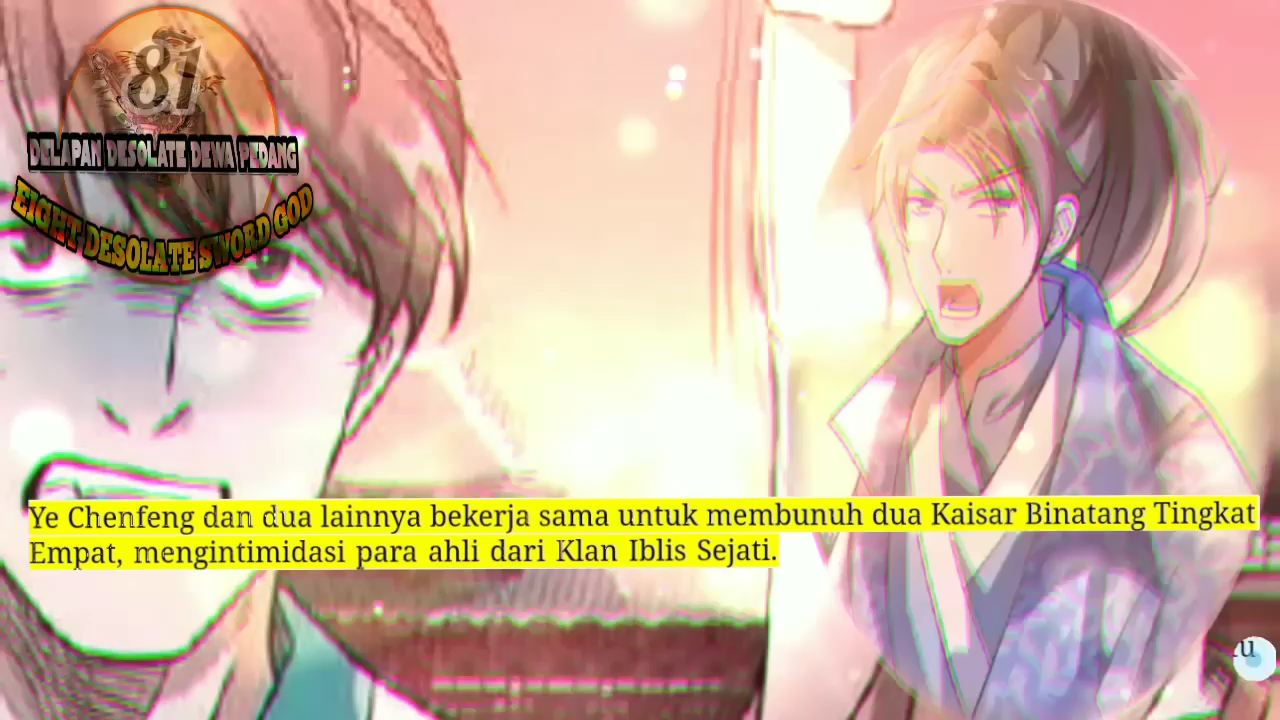 81
DELAPAN DESOLATE DEWA PEDANG
EIGHT DESOLATE SWORD GOD
Ye Chenfeng dan dua lainnya bekerja sama untuk membunuh dua Kaisar Binatang Tingkat
Empat, mengintimidasi para ahli dari Klan Iblis Sejati.